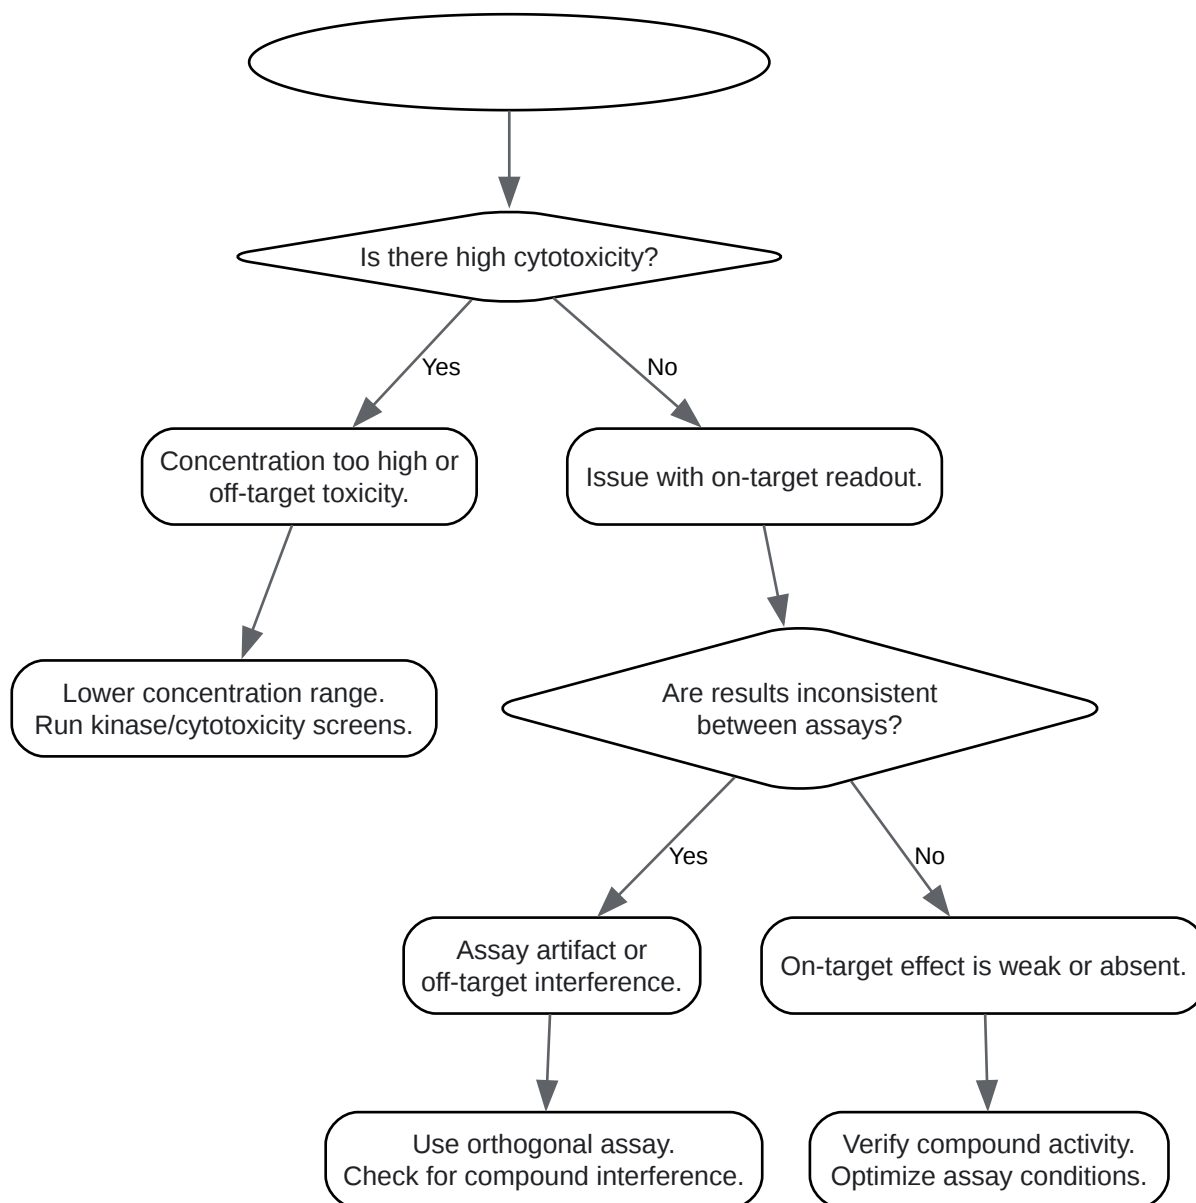 Is there high cytotoxicity?
Yes
No
Concentration too high or
off-target toxicity.
Issue with on-target readout.
Lower concentration range.
Run kinase/cytotoxicity screens.
Are results inconsistent
between assays?
Yes
No
Assay artifact or
off-target interference.
On-target effect is weak or absent.
Use orthogonal assay.
Check for compound interference.
Verify compound activity.
Optimize assay conditions.